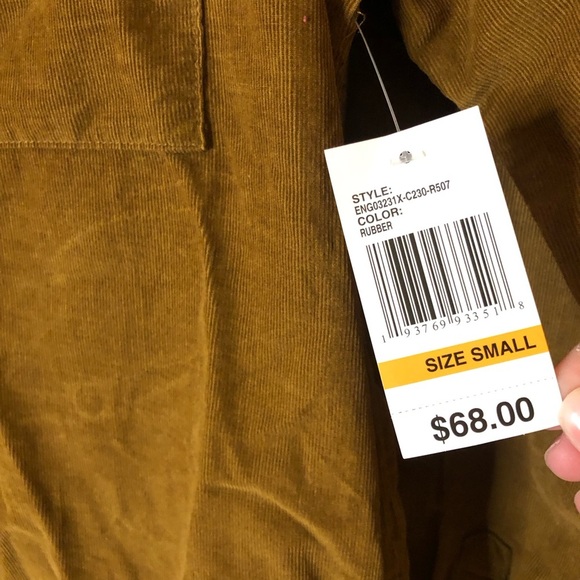 STYLE:
ENG03231X-C230-R507
COLOR:
RUBBER
1 93769 93351 8
SIZE SMALL
$68.00